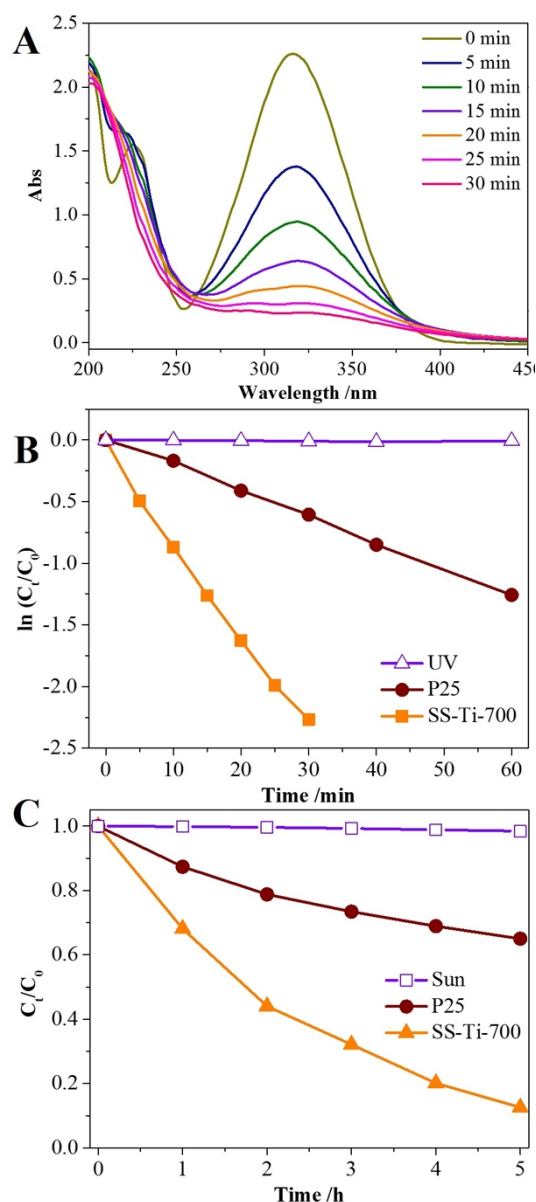 A
2.5
2.0
1.5
1.0
0.5
0.0
Abs
0 min
5 min
10 min
15 min
20 min
25 min
30 min
200 250 300 350 400 450
Wavelength /nm
B
0.0
-0.5
-1.0
-1.5
-2.0
-2.5
ln (Cₜ/C₀)
UV
P25
SS-Ti-700
0 10 20 30 40 50 60
Time /min
C
1.0
0.8
0.6
0.4
0.2
0.0
Cₜ/C₀
Sun
P25
SS-Ti-700
0 1 2 3 4 5
Time /h